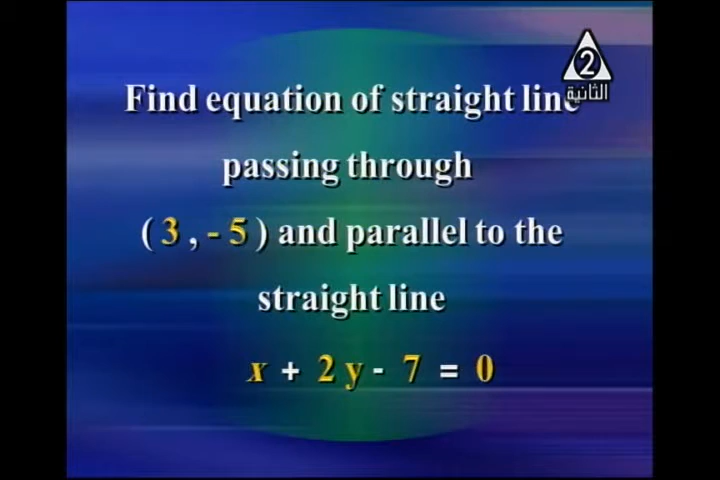 2
الثانية
Find equation of straight line
passing through
( 3 , - 5 ) and parallel to the
straight line
x + 2 y - 7 = 0